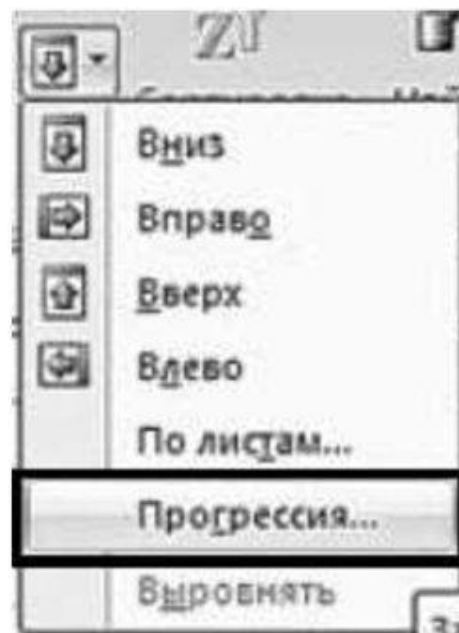 Вниз
Вправо
Вверх
Влево
По листам...
Прогрессия...
Выровнять